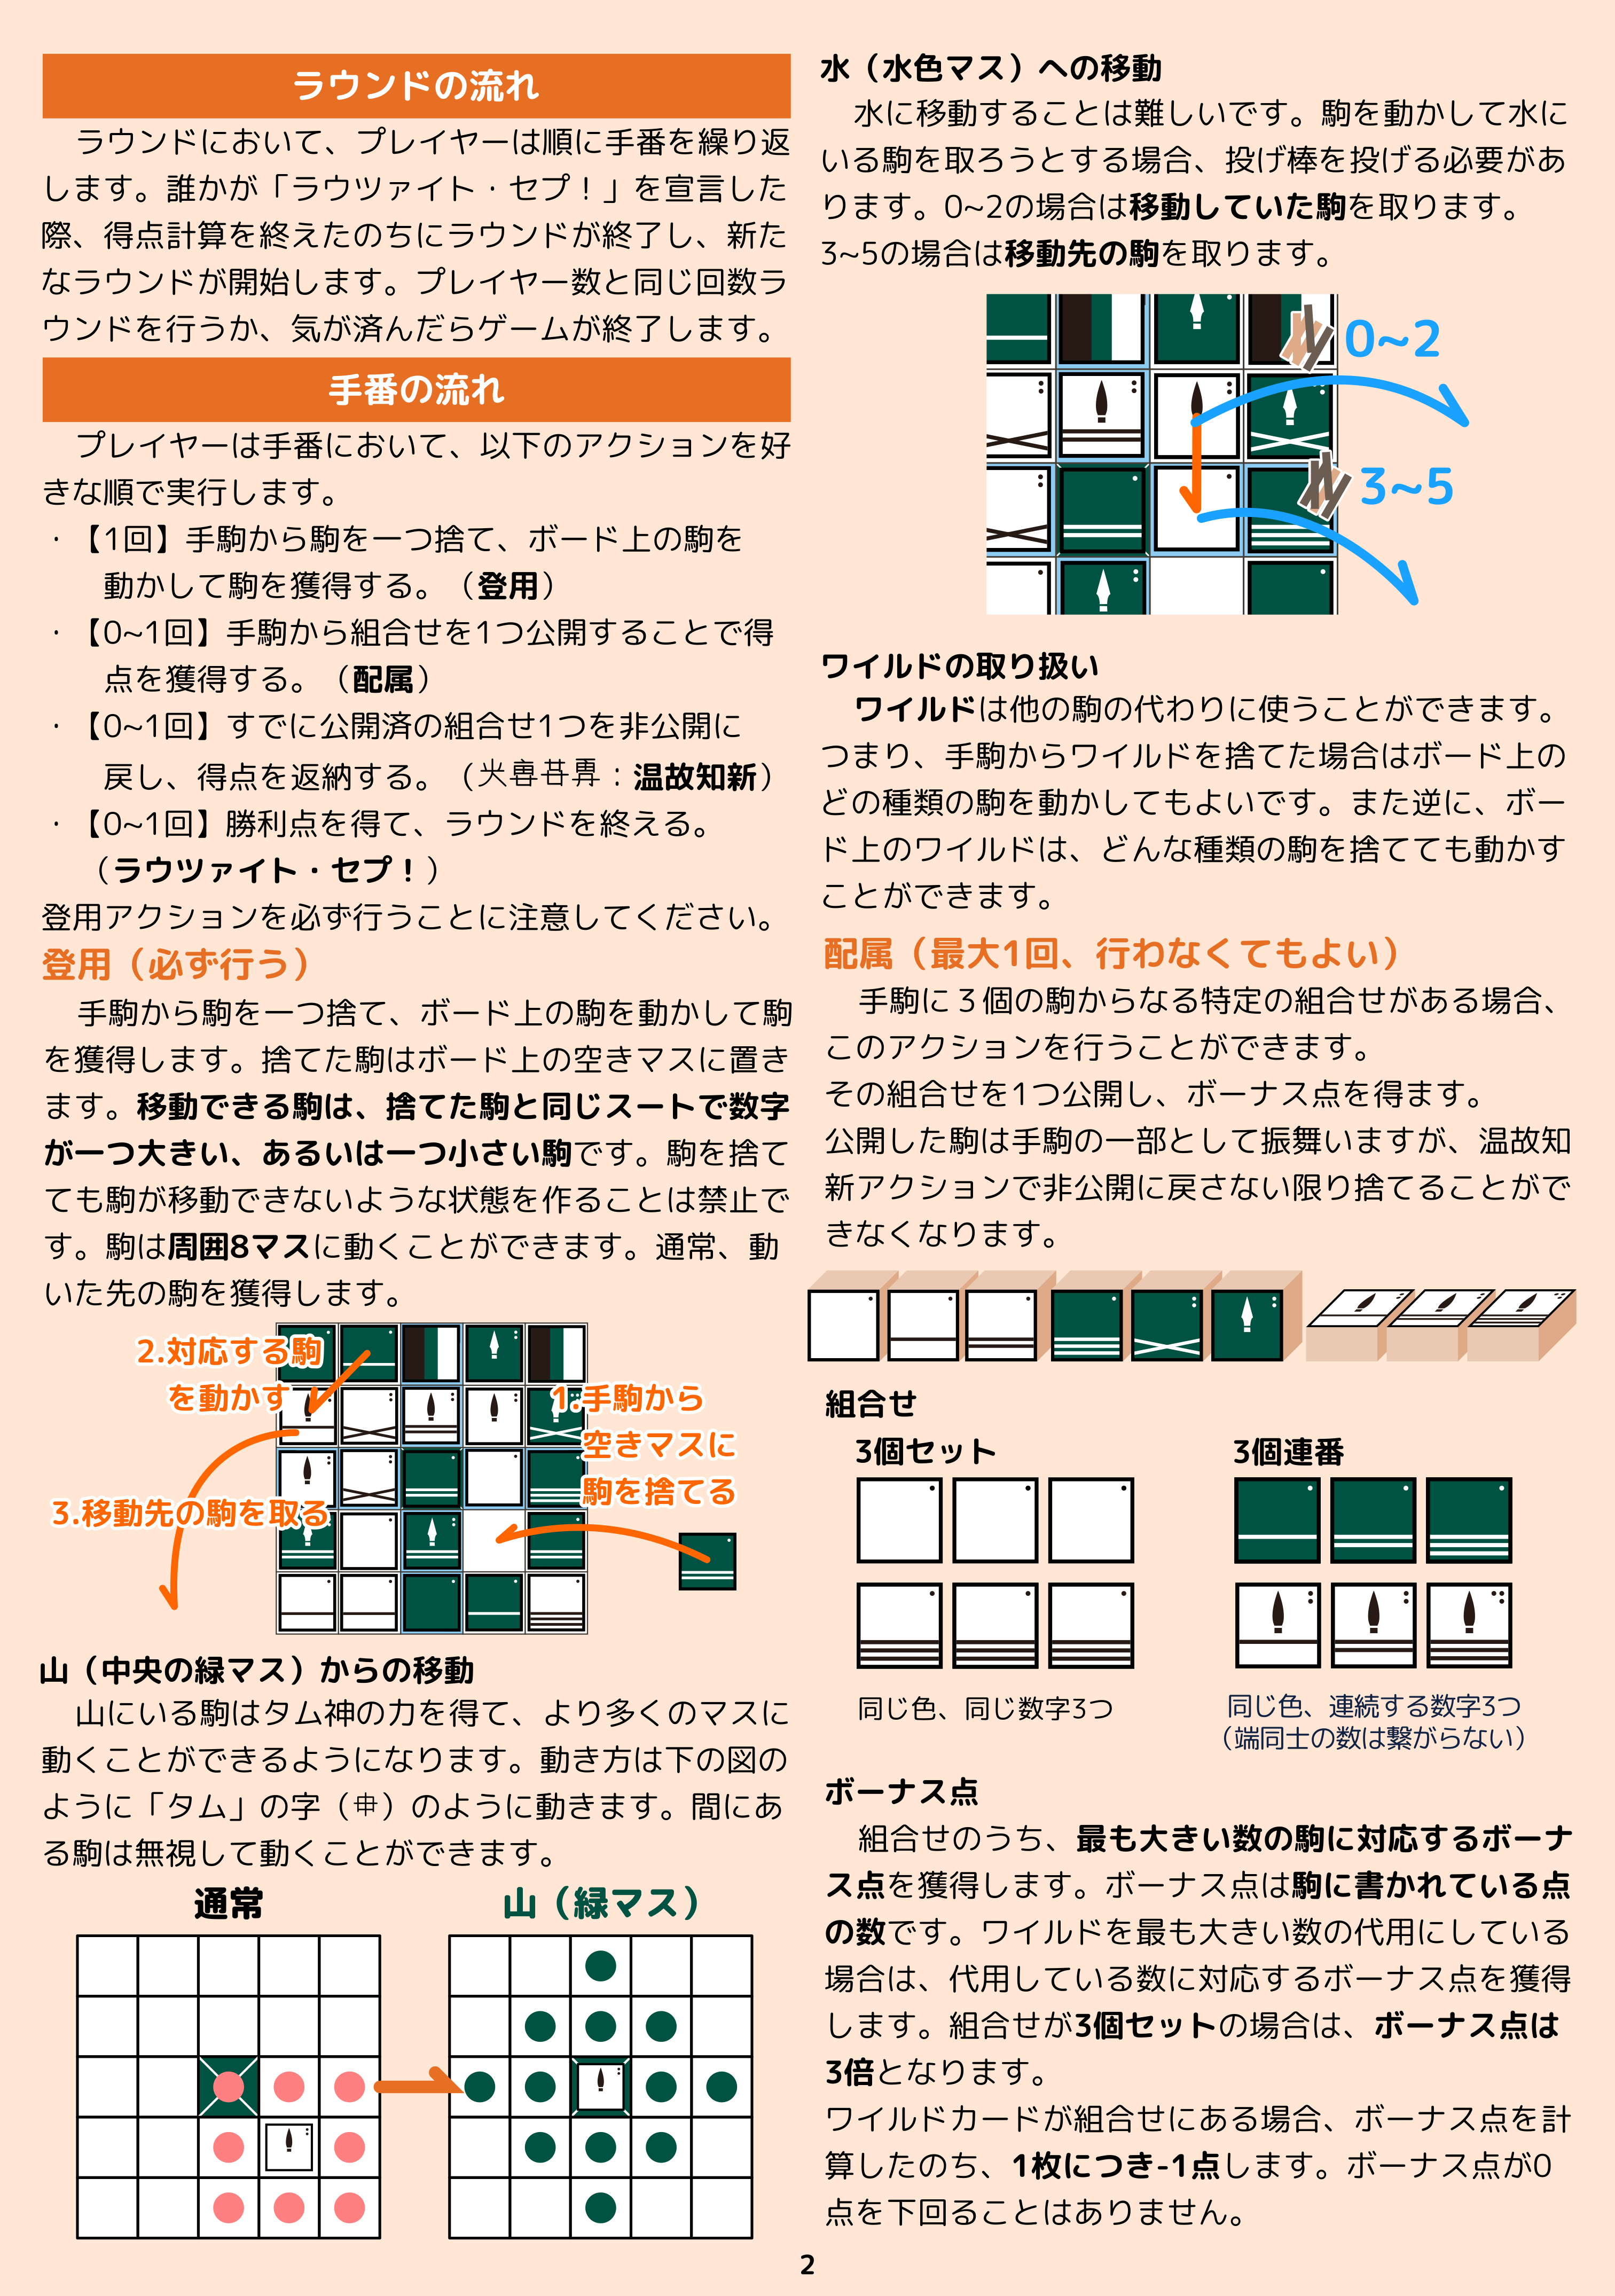 ラウンドの流れ
ラウンドにおいて、プレイヤーは順に手番を繰り返
します。誰かが「ラウツァイト・セプ！」を宣言した
際、得点計算を終えたのちにラウンドが終了し、新た
なラウンドが開始します。プレイヤー数と同じ回数ラ
ウンドを行うか、気が済んだらゲームが終了します。
手番の流れ
プレイヤーは手番において、以下のアクションを好
きな順で実行します。
・【1回】手駒から駒を一つ捨て、ボード上の駒を
動かして駒を獲得する。（登用）
・【0~1回】手駒から組合せを1つ公開することで得
点を獲得する。（配属）
・【0~1回】すでに公開済の組合せ1つを非公開に
戻し、得点を返納する。（：温故知新）
・【0~1回】勝利点を得て、ラウンドを終える。
（ラウツァイト・セプ！）
登用アクションを必ず行うことに注意してください。
登用（必ず行う）
手駒から駒を一つ捨て、ボード上の駒を動かして駒
を獲得します。捨てた駒はボード上の空きマスに置き
ます。移動できる駒は、捨てた駒と同じスートで数字
が一つ大きい、あるいは一つ小さい駒です。駒を捨て
ても駒が移動できないような状態を作ることは禁止で
す。駒は周囲8マスに動くことができます。通常、動
いた先の駒を獲得します。
2.対応する駒
を動かす
1.手駒から
空きマスに
駒を捨てる
3.移動先の駒を取る
山（中央の緑マス）からの移動
山にいる駒はタム神の力を得て、より多くのマスに
動くことができるようになります。動き方は下の図の
ように「タム」の字（）のように動きます。間にあ
る駒は無視して動くことができます。
通常
山（緑マス）
水（水色マス）への移動
水に移動することは難しいです。駒を動かして水に
いる駒を取ろうとする場合、投げ棒を投げる必要があ
ります。0~2の場合は移動していた駒を取ります。
3~5の場合は移動先の駒を取ります。
0~2
3~5
ワイルドの取り扱い
ワイルドは他の駒の代わりに使うことができます。
つまり、手駒からワイルドを捨てた場合はボード上の
どの種類の駒を動かしてもよいです。また逆に、ボー
ド上のワイルドは、どんな種類の駒を捨てても動かす
ことができます。
配属（最大1回、行わなくてもよい）
手駒に３個の駒からなる特定の組合せがある場合、
このアクションを行うことができます。
その組合せを1つ公開し、ボーナス点を得ます。
公開した駒は手駒の一部として振舞いますが、温故知
新アクションで非公開に戻さない限り捨てることがで
きなくなります。
組合せ
3個セット
3個連番
同じ色、同じ数字3つ
同じ色、連続する数字3つ
（端同士の数は繋がらない）
ボーナス点
組合せのうち、最も大きい数の駒に対応するボーナ
ス点を獲得します。ボーナス点は駒に書かれている点
の数です。ワイルドを最も大きい数の代用にしている
場合は、代用している数に対応するボーナス点を獲得
します。組合せが3個セットの場合は、ボーナス点は
3倍となります。
ワイルドカードが組合せにある場合、ボーナス点を計
算したのち、1枚につき-1点します。ボーナス点が0
点を下回ることはありません。
2